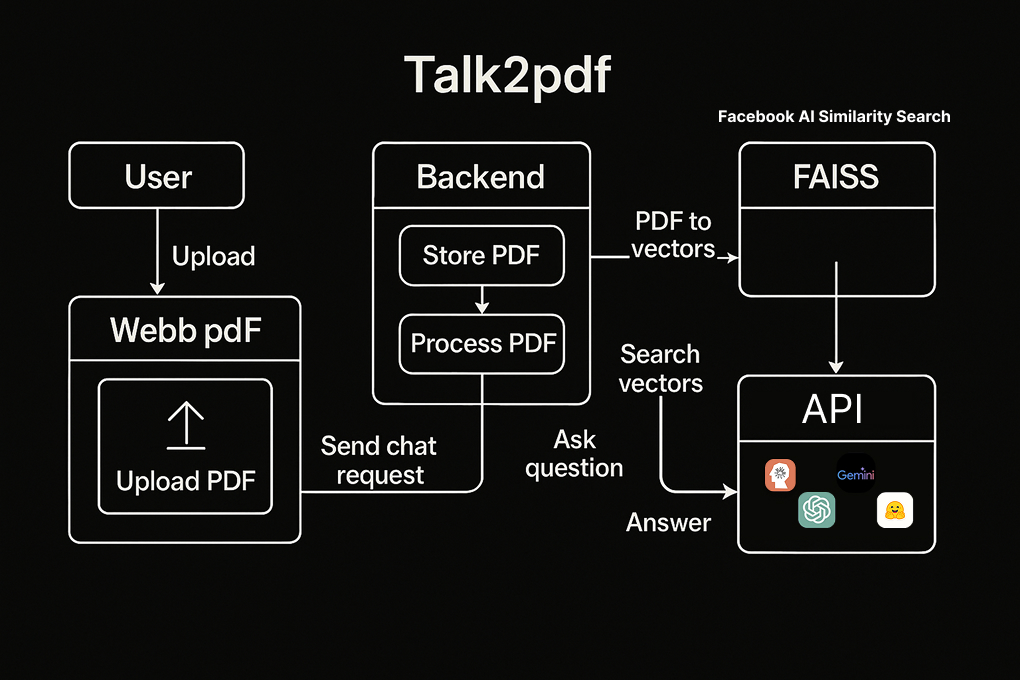 Talk2pdf
Facebook AI Similarity Search
User
Upload
Webb pdF
Upload PDF
Send chat
request
Backend
Store PDF
Process PDF
PDF to
vectors
FAISS
Search
vectors
Ask
question
Answer
API
Gemini